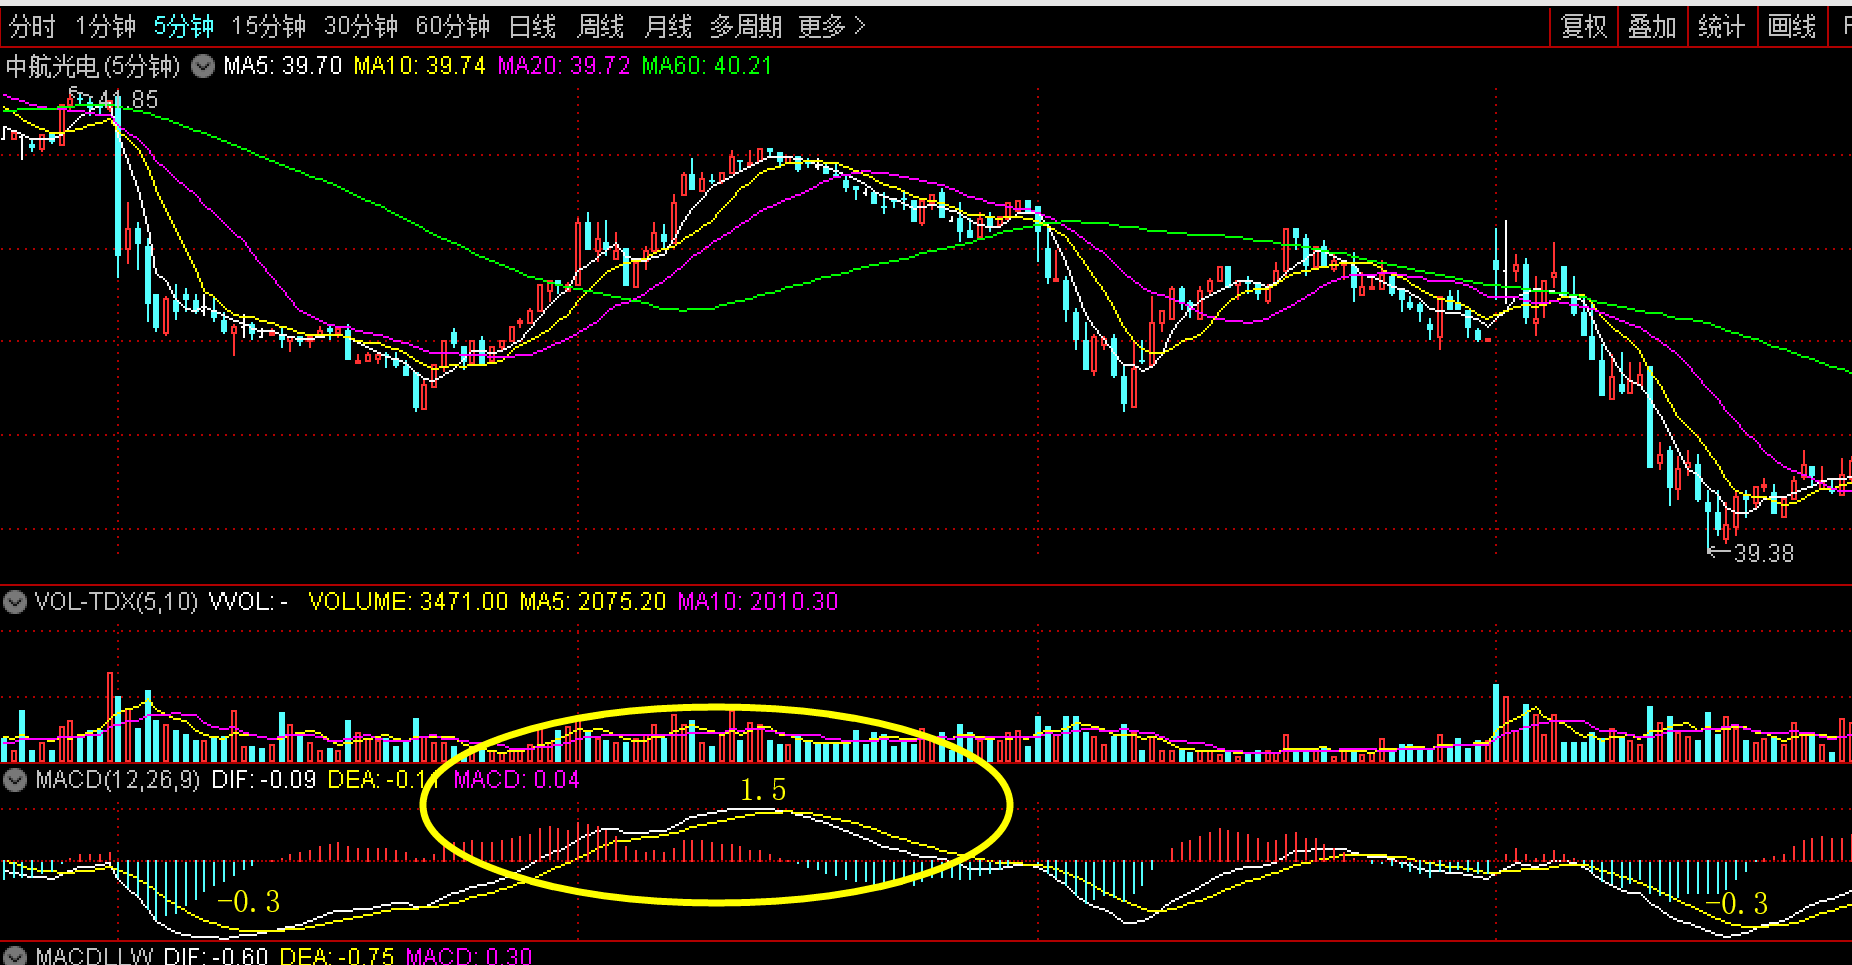 分时 1分钟 5分钟 15分钟 30分钟 60分钟 日线 周线 月线 多周期 更多 复权 叠加 统计 画线
中航光电(5分钟) MA5: 39.70 MA10: 39.74 MA20: 39.72 MA60: 40.21
41.85
39.38
VOL-TDX(5,10) VVOL: - VOLUME: 3471.00 MA5: 2075.20 MA10: 2010.30
MACD(12,26,9) DIF: -0.09 DEA: -0.11 MACD: 0.04
1.5
-0.3
-0.3
MACDLLW DIF: -0.60 DEA: -0.75 MACD: 0.30